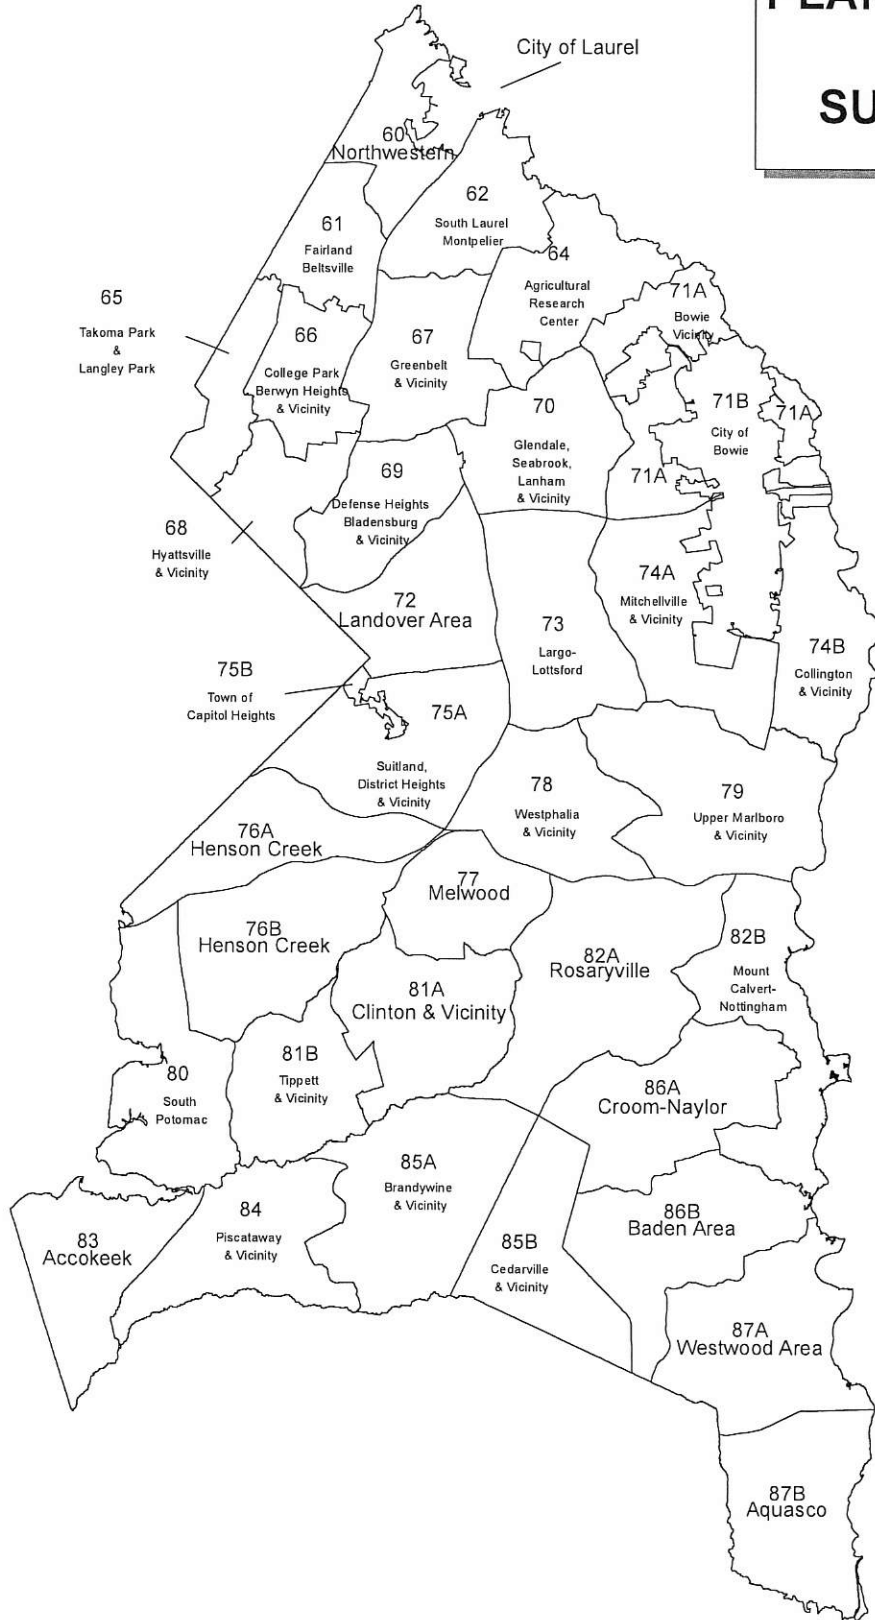 SU
City of Laurel
60
Northwestern
62
South Laurel
Montpelier
61
Fairland
Beltsville
64
Agricultural
Research
Center
65
Takoma Park
&
Langley Park
66
College Park
Berwyn Heights
& Vicinity
67
Greenbelt
& Vicinity
71A
Bowie
Vicinity
71B
City of
Bowie
71A
70
Glendale,
Seabrook,
Lanham
& Vicinity
71A
69
Defense Heights
Bladensburg
& Vicinity
68
Hyattsville
& Vicinity
72
Landover Area
73
Largo-
Lottsford
74A
Mitchellville
& Vicinity
74B
Collington
& Vicinity
75B
Town of
Capitol Heights
75A
Suitland,
District Heights
& Vicinity
78
Westphalia
& Vicinity
79
Upper Marlboro
& Vicinity
76A
Henson Creek
77
Melwood
76B
Henson Creek
82A
Rosaryville
82B
Mount
Calvert-
Nottingham
81A
Clinton & Vicinity
81B
Tippett
& Vicinity
80
South
Potomac
86A
Croom-Naylor
85A
Brandywine
& Vicinity
84
Piscataway
& Vicinity
83
Accokeek
85B
Cedarville
& Vicinity
86B
Baden Area
87A
Westwood Area
87B
Aquasco